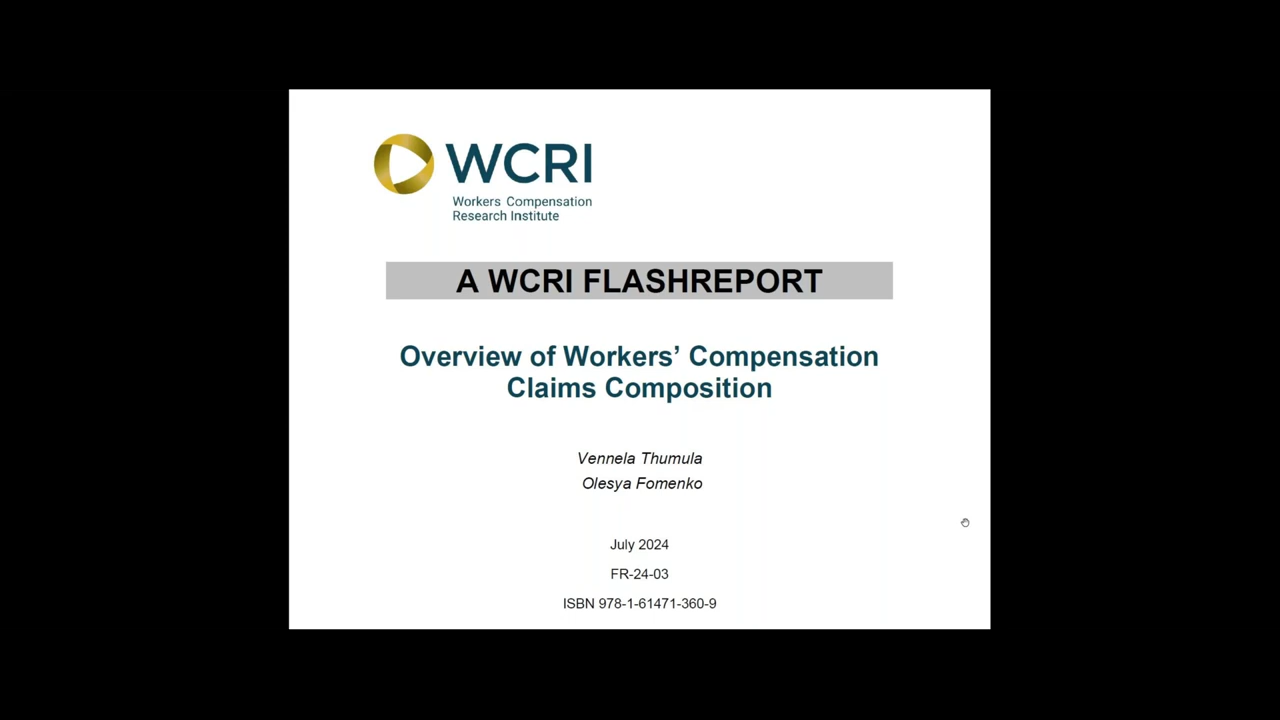 WCRI
Workers Compensation
Research Institute
A WCRI FLASHREPORT
Overview of Workers’ Compensation
Claims Composition
Vennela Thumula
Olesya Fomenko
July 2024
FR-24-03
ISBN 978-1-61471-360-9